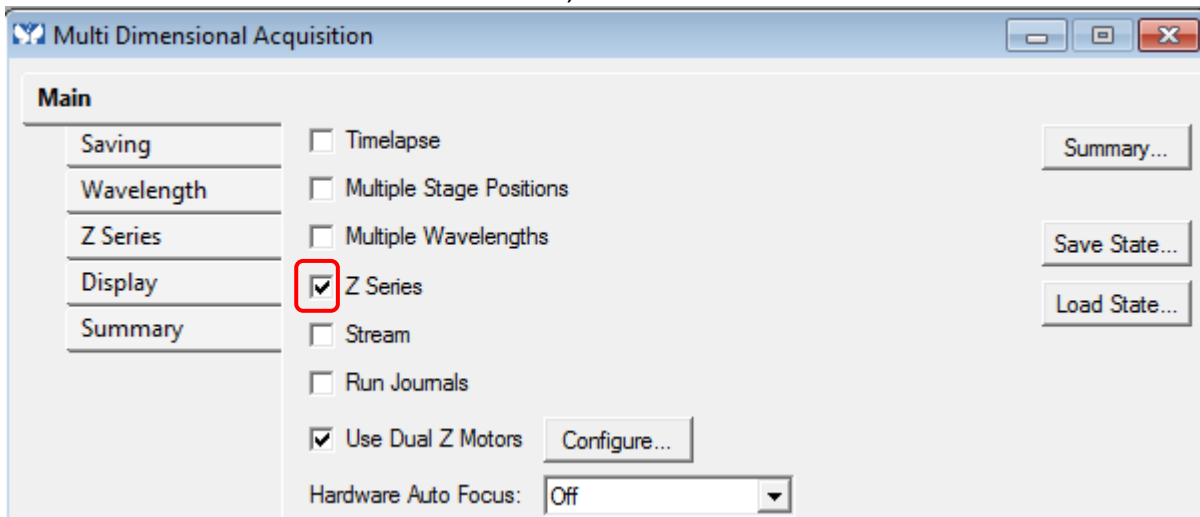 Multi Dimensional Acquisition
Main
Saving
Wavelength
Z Series
Display
Summary
Timelapse
Multiple Stage Positions
Multiple Wavelengths
Z Series
Stream
Run Journals
Use Dual Z Motors Configure...
Hardware Auto Focus: Off
Summary...
Save State...
Load State...